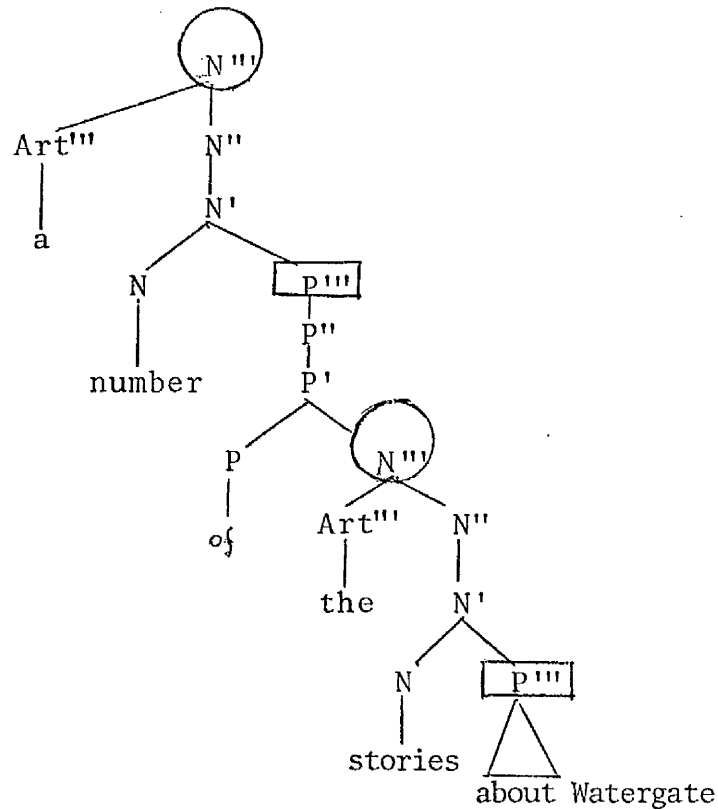 N'''
Art''' N''
a N'
N P'''
number P''
P'
P N'''
of Art''' N''
the N'
N P'''
stories
about Watergate